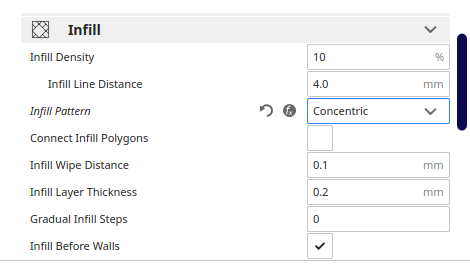 Infill
Infill Density 10 %
Infill Line Distance 4.0 mm
Infill Pattern fx Concentric
Connect Infill Polygons
Infill Wipe Distance 0.1 mm
Infill Layer Thickness 0.2 mm
Gradual Infill Steps 0
Infill Before Walls